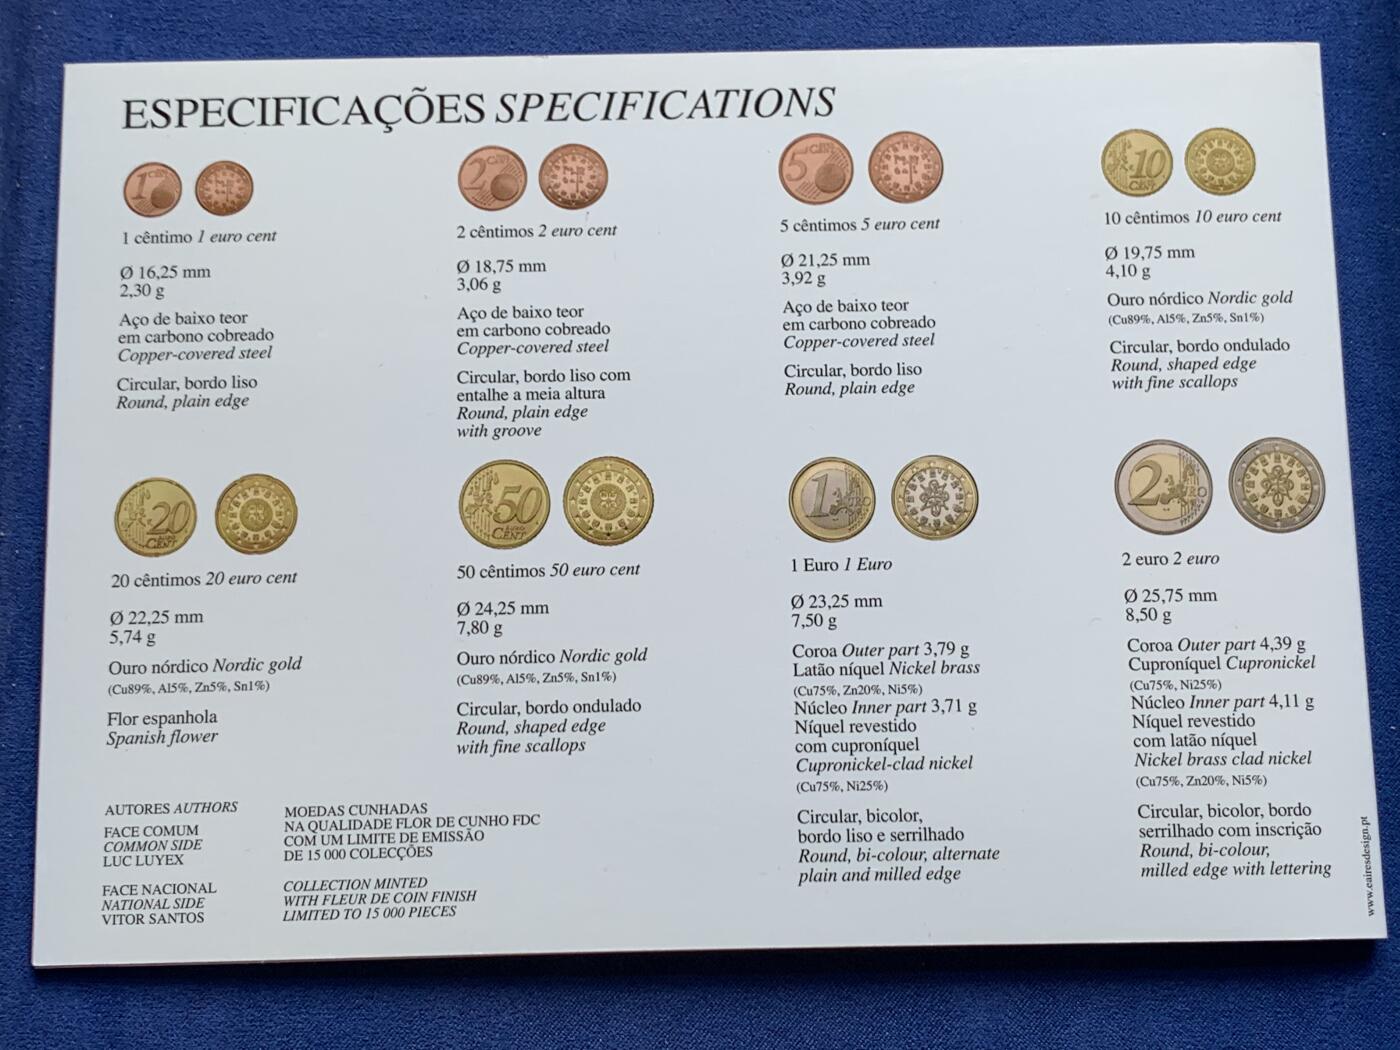 ESPECIFICAÇÕES SPECIFICATIONS
1 cêntimo 1 euro cent
Ø 16,25 mm
2,30 g
Aço de baixo teor
em carbono cobreado
Copper-covered steel
Circular, bordo liso
Round, plain edge
2 cêntimos 2 euro cent
Ø 18,75 mm
3,06 g
Aço de baixo teor
em carbono cobreado
Copper-covered steel
Circular, bordo liso com
entalhe a meia altura
Round, plain edge
with groove
5 cêntimos 5 euro cent
Ø 21,25 mm
3,92 g
Aço de baixo teor
em carbono cobreado
Copper-covered steel
Circular, bordo liso
Round, plain edge
10 cêntimos 10 euro cent
Ø 19,75 mm
4,10 g
Ouro nórdico Nordic gold
(Cu89%, Al5%, Zn5%, Sn1%)
Circular, bordo ondulado
Round, shaped edge
with fine scallops
20 cêntimos 20 euro cent
Ø 22,25 mm
5,74 g
Ouro nórdico Nordic gold
(Cu89%, Al5%, Zn5%, Sn1%)
Flor espanhola
Spanish flower
50 cêntimos 50 euro cent
Ø 24,25 mm
7,80 g
Ouro nórdico Nordic gold
(Cu89%, Al5%, Zn5%, Sn1%)
Circular, bordo ondulado
Round, shaped edge
with fine scallops
1 Euro 1 Euro
Ø 23,25 mm
7,50 g
Coroa Outer part 3,79 g
Latão níquel Nickel brass
(Cu75%, Zn20%, Ni5%)
Núcleo Inner part 3,71 g
Níquel revestido
com cuproníquel
Cupronickel-clad nickel
(Cu75%, Ni25%)
Circular, bicolor,
bordo liso e serrilhado
Round, bi-colour, alternate
plain and milled edge
2 euro 2 euro
Ø 25,75 mm
8,50 g
Coroa Outer part 4,39 g
Cuproníquel Cupronickel
(Cu75%, Ni25%)
Núcleo Inner part 4,11 g
Níquel revestido
com latão níquel
Nickel brass clad nickel
(Cu75%, Zn20%, Ni5%)
Circular, bicolor, bordo
serrilhado com inscrição
Round, bi-colour,
milled edge with lettering
AUTORES AUTHORS
FACE COMUM
COMMON SIDE
LUC LUYEX
FACE NACIONAL
NATIONAL SIDE
VITOR SANTOS
MOEDAS CUNHADAS
NA QUALIDADE FLOR DE CUNHO FDC
COM UM LIMITE DE EMISSÃO
DE 15 000 COLECÇÕES
COLLECTION MINTED
WITH FLEUR DE COIN FINISH
LIMITED TO 15 000 PIECES
www.cairesdesign.pt
1
2
5
10
20
EURO
CENT
50
EURO
CENT
1
2